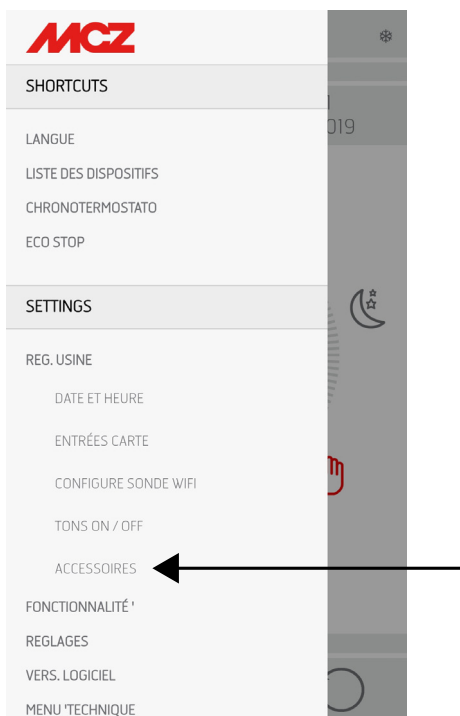 MCZ
SHORTCUTS
019
LANGUE
LISTE DES DISPOSITIFS
CHRONOTERMOSTATO
ECO STOP
SETTINGS
REG. USINE
DATE ET HEURE
ENTRÉES CARTE
CONFIGURE SONDE WIFI
TONS ON / OFF
ACCESSOIRES
FONCTIONNALITÉ '
REGLAGES
VERS. LOGICIEL
MENU 'TECHNIQUE